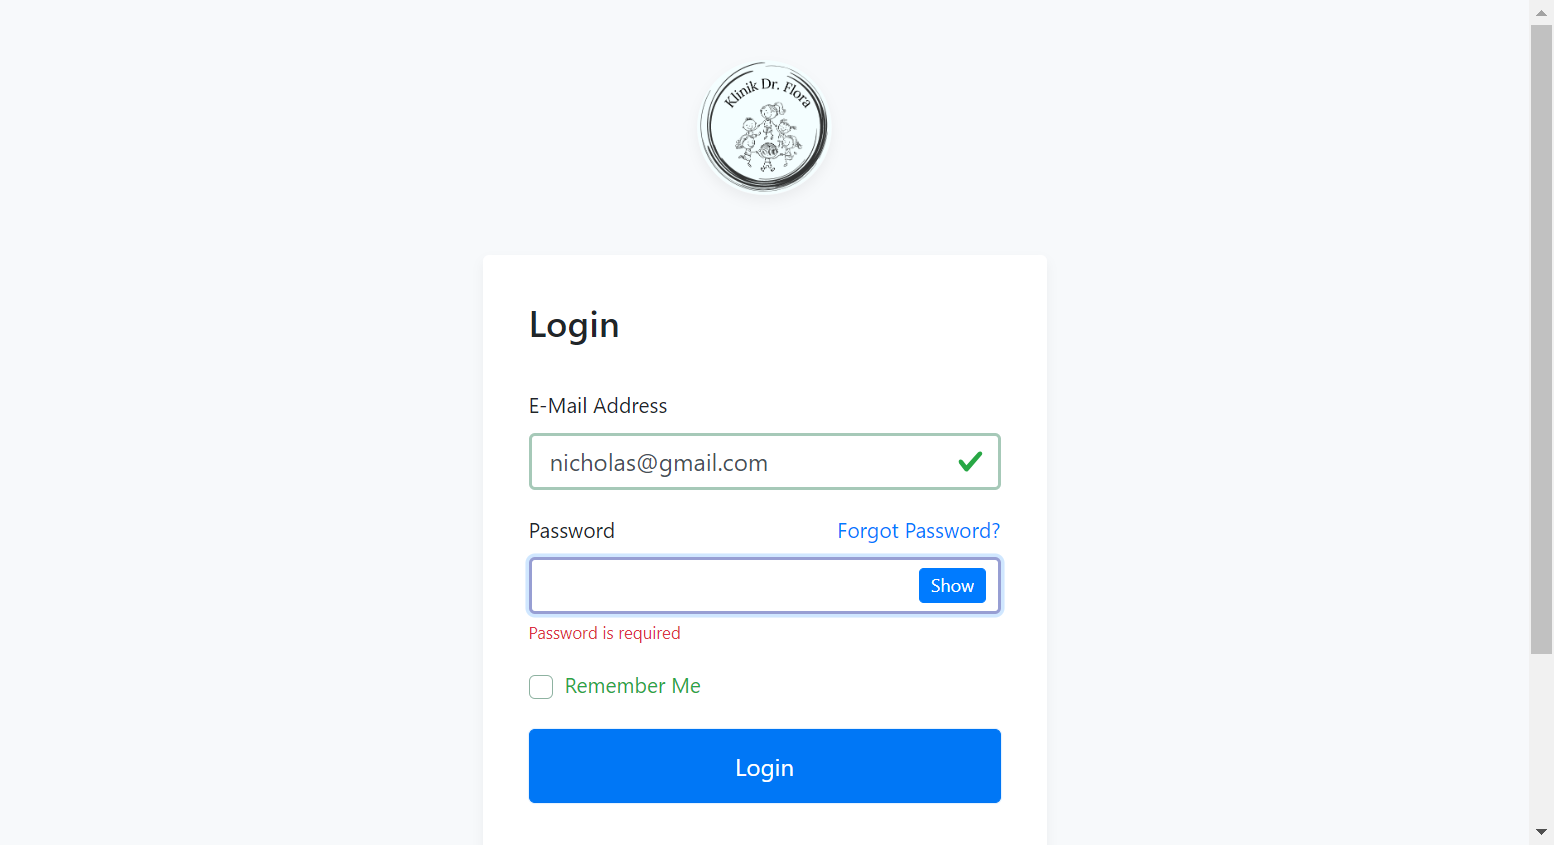 Klinik Dr. Flora
Login
E-Mail Address
nicholas@gmail.com
Password
Forgot Password?
Show
Password is required
Remember Me
Login